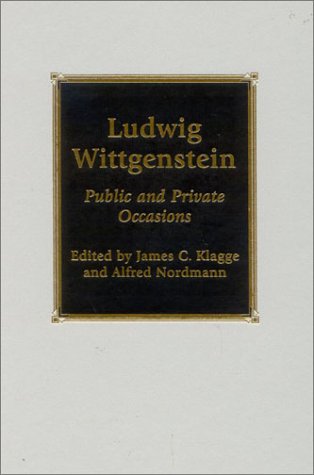 Ludwig
Wittgenstein
Public and Private
Occasions
Edited by James C. Klagge
and Alfred Nordmann